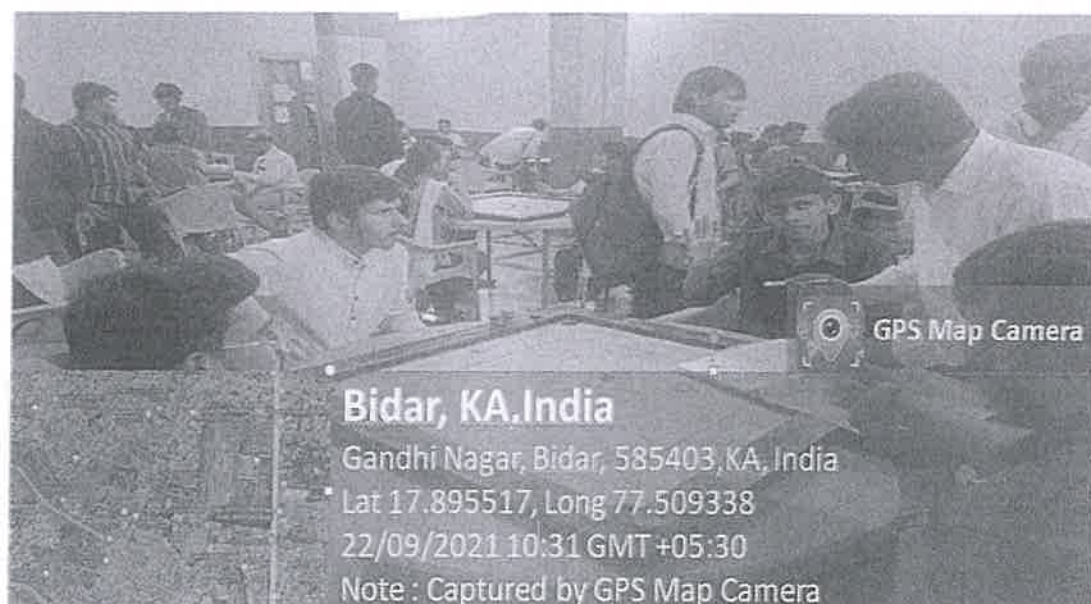 GPS Map Camera
Bidar, KA.India
Gandhi Nagar, Bidar, 585403,KA, India
Lat 17.895517, Long 77.509338
22/09/2021 10:31 GMT +05:30
Note : Captured by GPS Map Camera